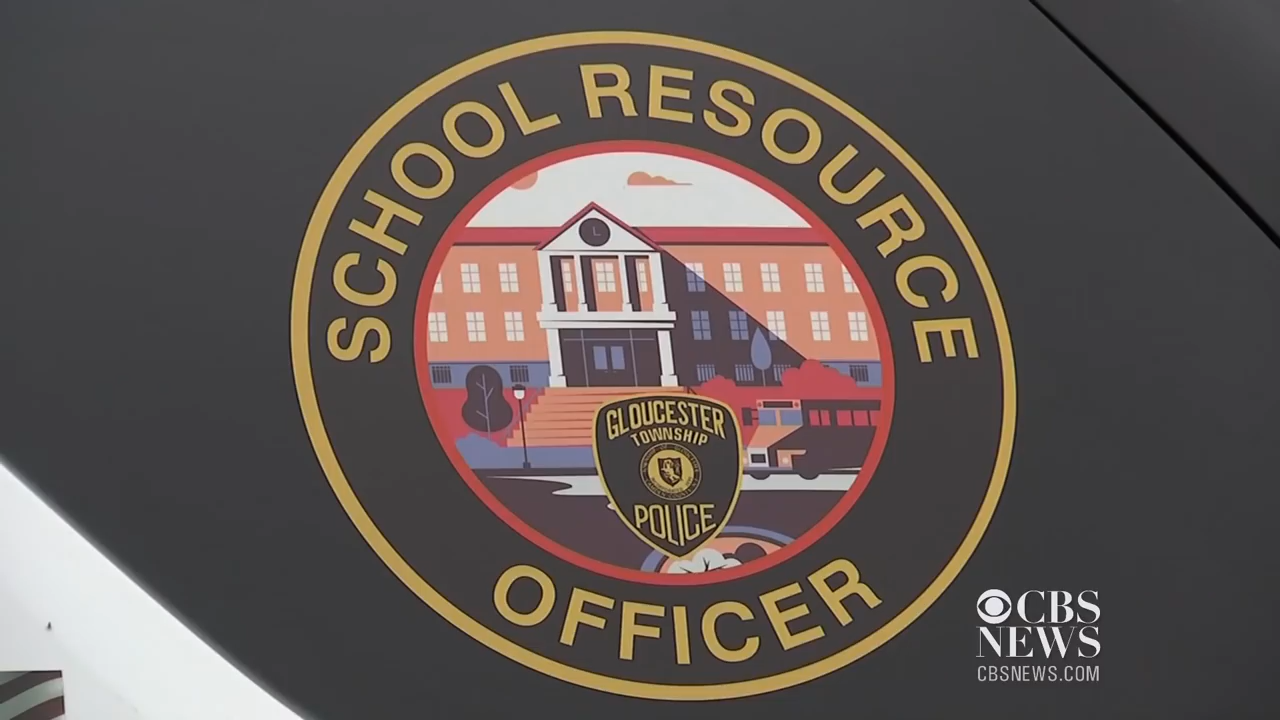 SCHOOL RESOURCE
GLOUCESTER
TOWNSHIP
POLICE
OFFICER
CBS
NEWS
CBSNEWS.COM